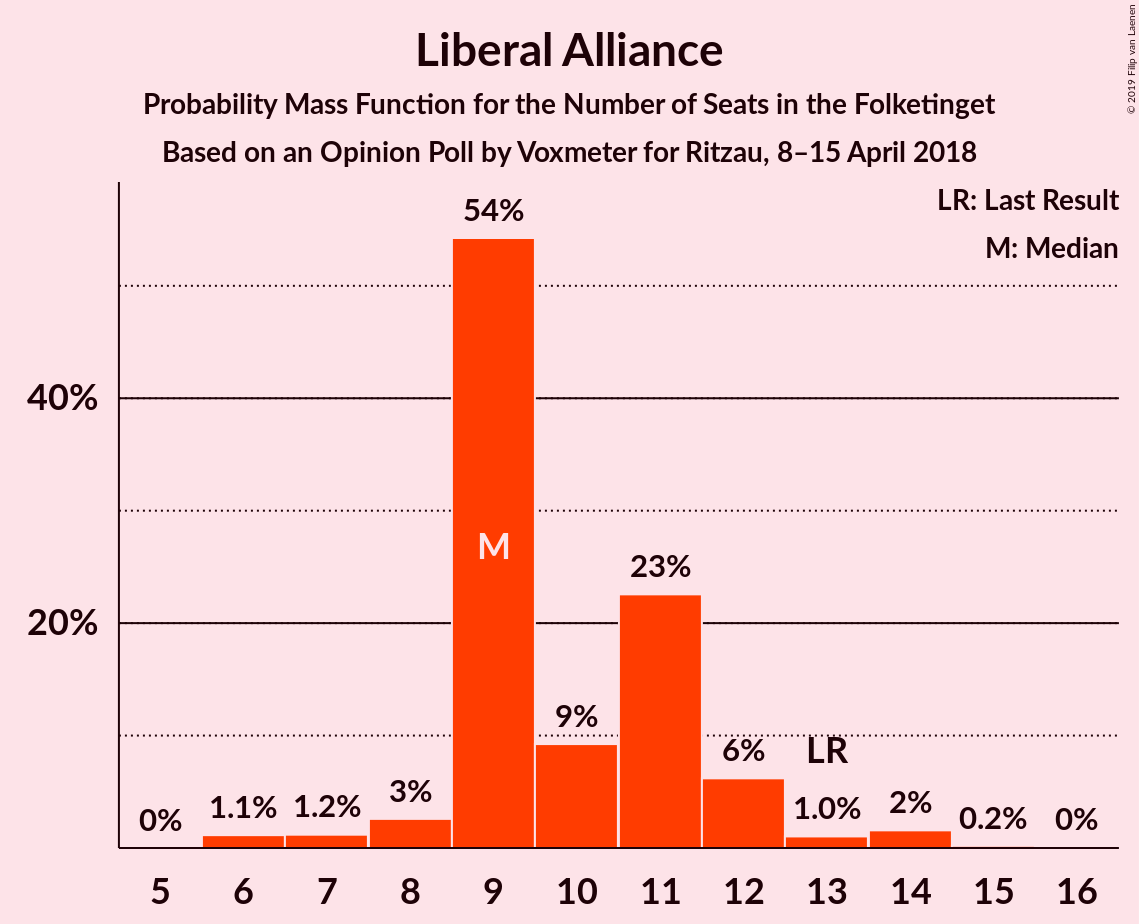 Liberal Alliance
Probability Mass Function for the Number of Seats in the Folketinget
Based on an Opinion Poll by Voxmeter for Ritzau, 8–15 April 2018
© 2019 Filip van Laenen
LR: Last Result
M: Median
40%
20%
0%
1.1%
1.2%
3%
54%
M
9%
23%
6%
LR
1.0%
2%
0.2%
0%
5 6 7 8 9 10 11 12 13 14 15 16